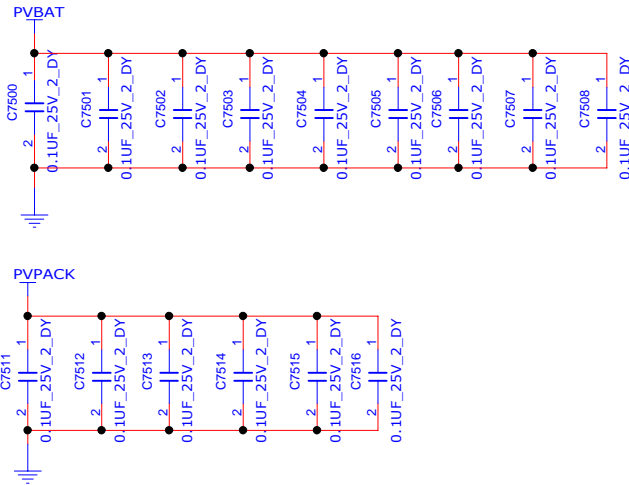 PVBAT
C7500
1
2
0.1UF_25V_2_DY
C7501
1
2
0.1UF_25V_2_DY
C7502
1
2
0.1UF_25V_2_DY
C7503
1
2
0.1UF_25V_2_DY
C7504
1
2
0.1UF_25V_2_DY
C7505
1
2
0.1UF_25V_2_DY
C7506
1
2
0.1UF_25V_2_DY
C7507
1
2
0.1UF_25V_2_DY
C7508
1
2
0.1UF_25V_2_DY
PVPACK
C7511
1
2
0.1UF_25V_2_DY
C7512
1
2
0.1UF_25V_2_DY
C7513
1
2
0.1UF_25V_2_DY
C7514
1
2
0.1UF_25V_2_DY
C7515
1
2
0.1UF_25V_2_DY
C7516
1
2
0.1UF_25V_2_DY